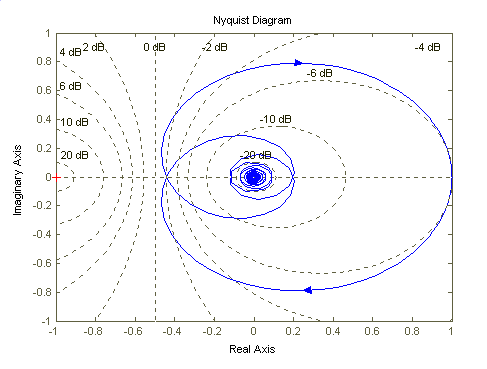 Nyquist Diagram
1
4 dB 2 dB 0 dB -2 dB -4 dB
0.8
6 dB -6 dB
0.6
10 dB -10 dB
0.4
20 dB -20 dB
0.2
0
-0.2
-0.4
-0.6
-0.8
-1
-1 -0.8 -0.6 -0.4 -0.2 0 0.2 0.4 0.6 0.8 1
Imaginary Axis
Real Axis